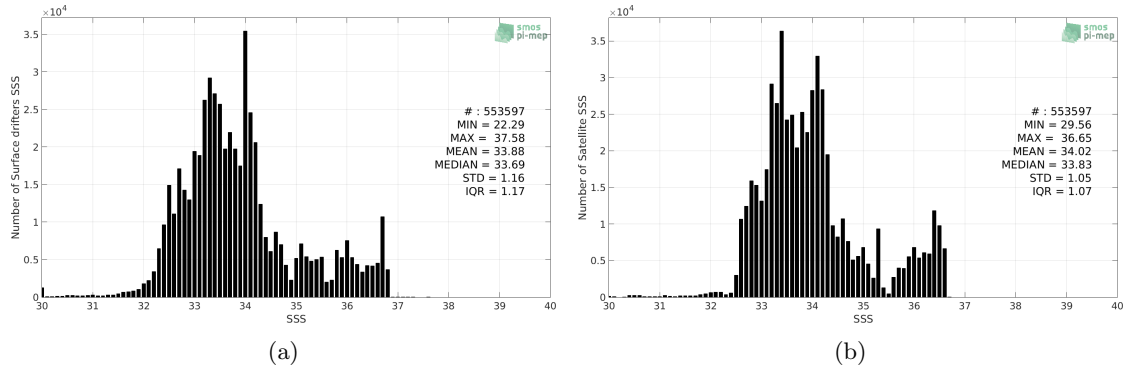 ×10⁴
smos
pi-mep
Number of Surface drifters SSS
3.5
3
2.5
2
1.5
1
0.5
0
# : 553597
MIN = 22.29
MAX = 37.58
MEAN = 33.88
MEDIAN = 33.69
STD = 1.16
IQR = 1.17
30 31 32 33 34 35 36 37 38 39 40
SSS
(a)
×10⁴
smos
pi-mep
Number of Satellite SSS
3.5
3
2.5
2
1.5
1
0.5
0
# : 553597
MIN = 29.56
MAX = 36.65
MEAN = 34.02
MEDIAN = 33.83
STD = 1.05
IQR = 1.07
30 31 32 33 34 35 36 37 38 39 40
SSS
(b)